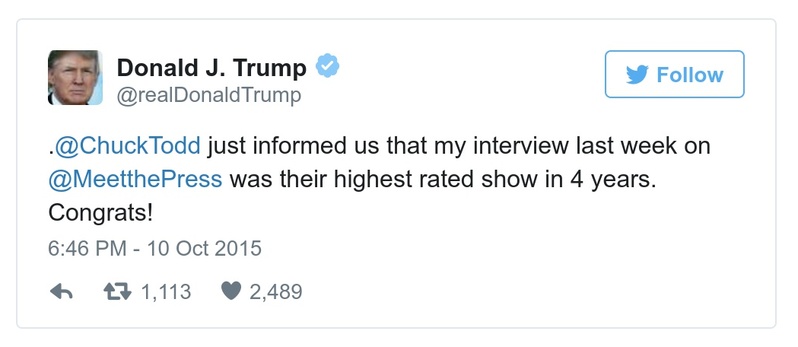 Donald J. Trump
@realDonaldTrump
Follow
.@ChuckTodd just informed us that my interview last week on
@MeetthePress was their highest rated show in 4 years.
Congrats!
6:46 PM - 10 Oct 2015
1,113 2,489